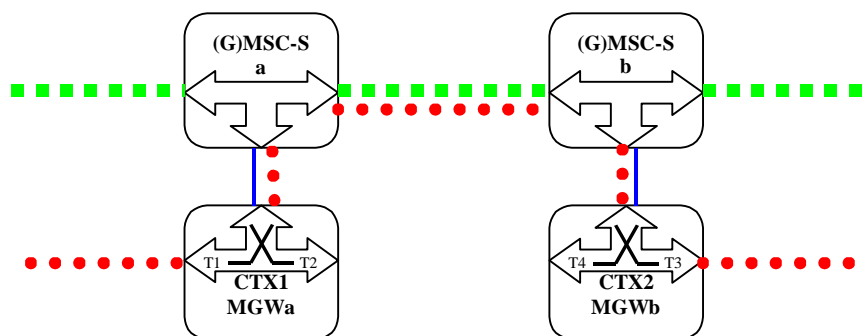 (G)MSC-S
a
(G)MSC-S
b
T1 T2
CTX1
MGWa
T4 T3
CTX2
MGWb